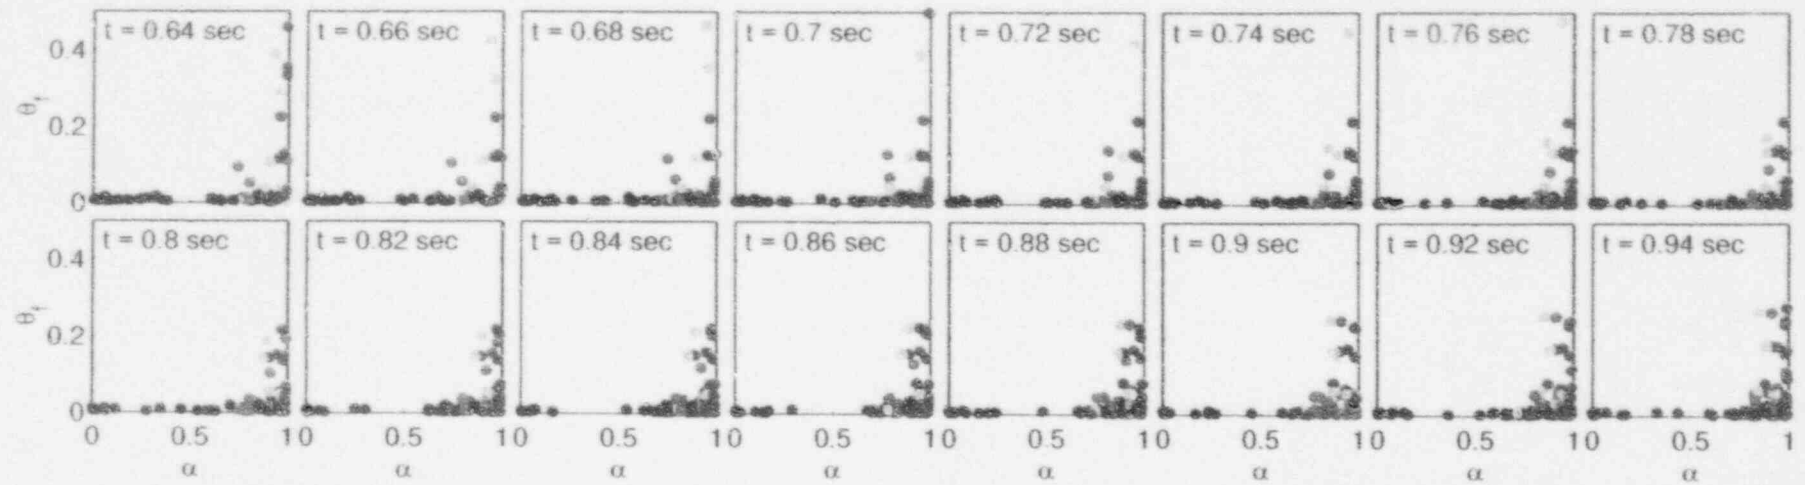 t = 0.64 sec t = 0.66 sec t = 0.68 sec t = 0.7 sec t = 0.72 sec t = 0.74 sec t = 0.76 sec t = 0.78 sec
0.4
θf
0.2
0
t = 0.8 sec t = 0.82 sec t = 0.84 sec t = 0.86 sec t = 0.88 sec t = 0.9 sec t = 0.92 sec t = 0.94 sec
0.4
θf
0.2
0
0 0.5 1 0 0.5 1 0 0.5 1 0 0.5 1 0 0.5 1 0 0.5 1 0 0.5 1 0 0.5 1
α α α α α α α α